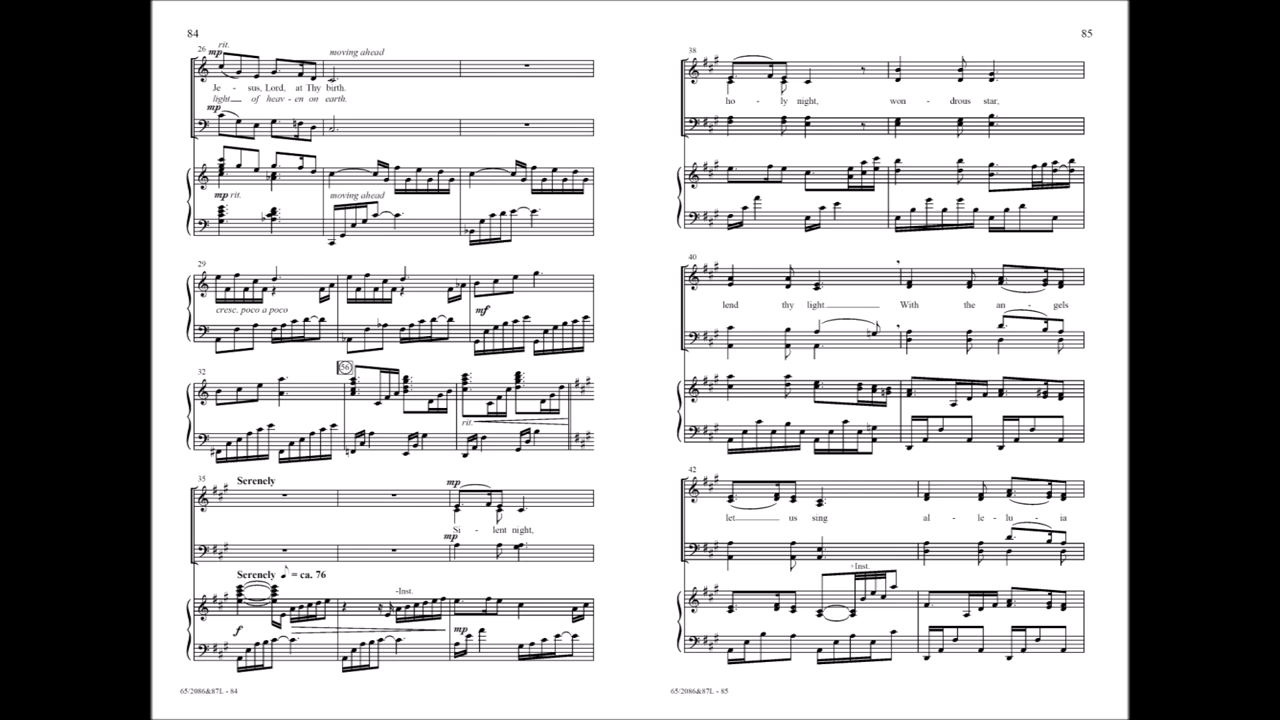 84
26
rit.
mp
moving ahead
Je - sus, Lord, at Thy birth.
light of heav - en on earth.
mp
mp rit.
moving ahead
29
cresc. poco a poco
mf
32
56
rit.
35
Serenely
mp
Si - lent night,
mp
Serenely ♪ = ca. 76
-Inst.
f
mp
65/2086&87L - 84
85
38
ho - ly night, won - drous star,
40
lend thy light With the an - gels
42
let us sing al - le - lu - ia
+Inst.
65/2086&87L - 85